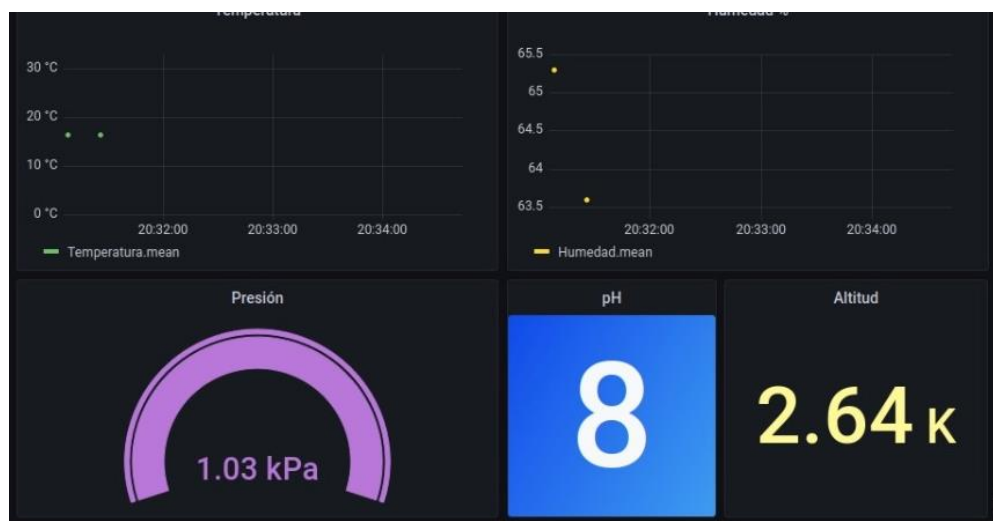 Temperatura
30 °C
20 °C
10 °C
0 °C
20:32:00 20:33:00 20:34:00
Temperatura.mean
Humedad %
65.5
65
64.5
64
63.5
20:32:00 20:33:00 20:34:00
Humedad.mean
Presión
1.03 kPa
pH
8
Altitud
2.64 K